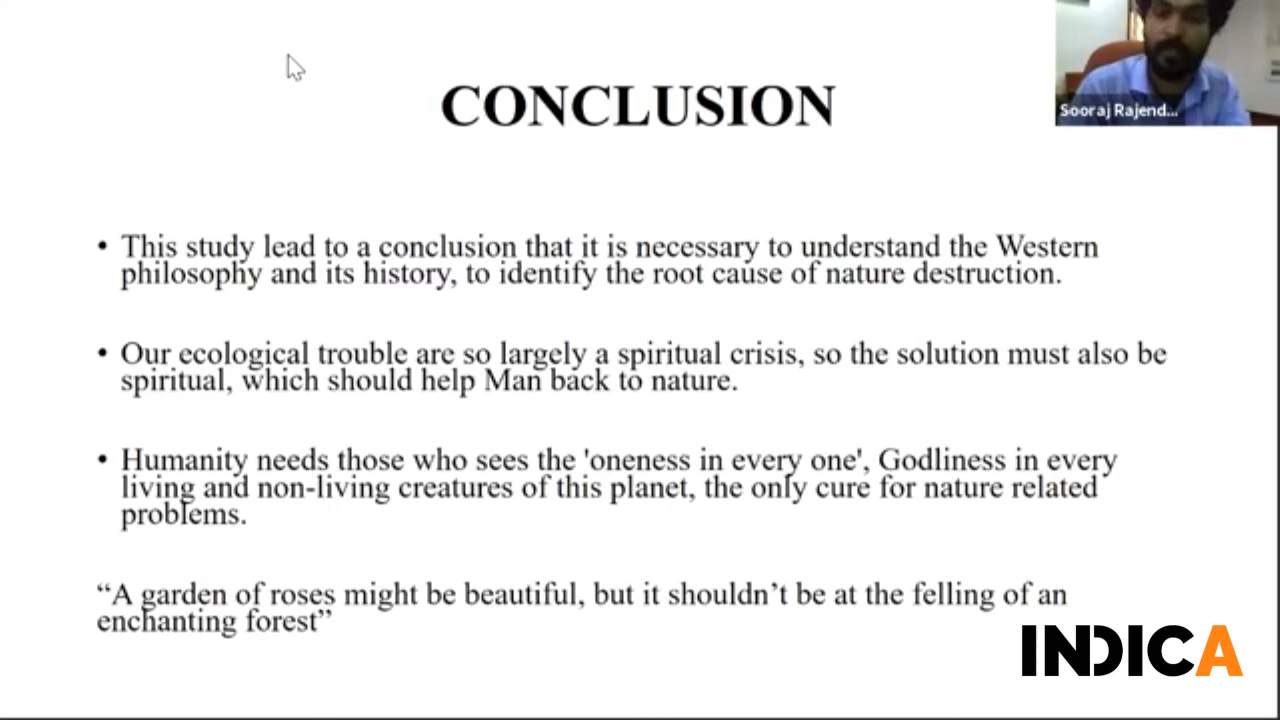 CONCLUSION
Sooraj Rajend...
• This study lead to a conclusion that it is necessary to understand the Western
philosophy and its history, to identify the root cause of nature destruction.
• Our ecological trouble are so largely a spiritual crisis, so the solution must also be
spiritual, which should help Man back to nature.
• Humanity needs those who sees the 'oneness in every one', Godliness in every
living and non-living creatures of this planet, the only cure for nature related
problems.
“A garden of roses might be beautiful, but it shouldn’t be at the felling of an
enchanting forest”
INDICA